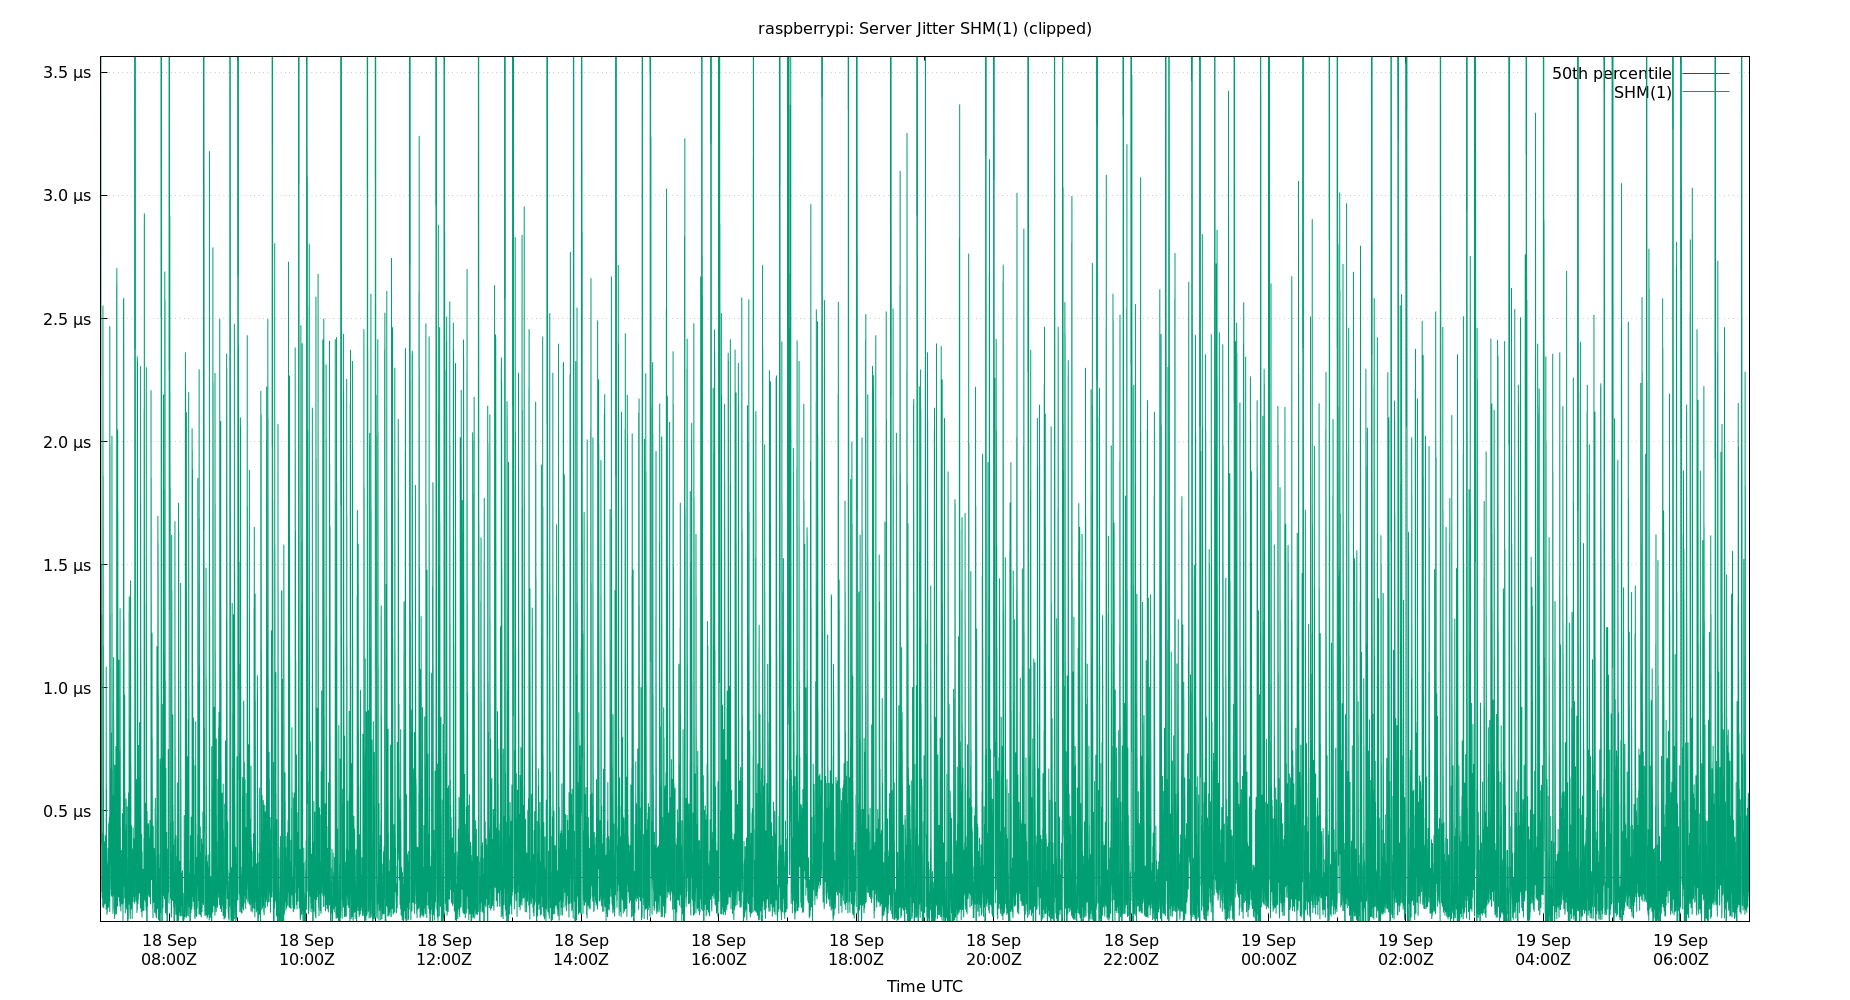 raspberrypi: Server Jitter SHM(1) (clipped)
3.5 µs
3.0 µs
2.5 µs
2.0 µs
1.5 µs
1.0 µs
0.5 µs
50th percentile
SHM(1)
18 Sep 18 Sep 18 Sep 18 Sep 18 Sep 18 Sep 18 Sep 18 Sep 19 Sep 19 Sep 19 Sep 19 Sep
08:00Z 10:00Z 12:00Z 14:00Z 16:00Z 18:00Z 20:00Z 22:00Z 00:00Z 02:00Z 04:00Z 06:00Z
Time UTC